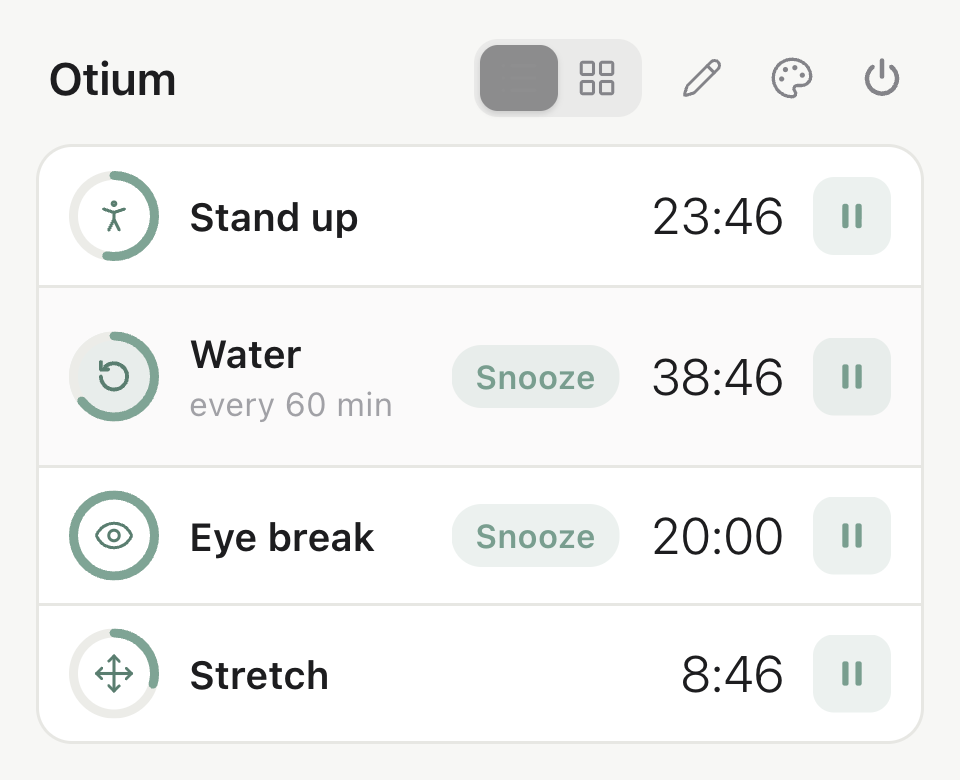 Otium
Stand up 23:46
Water
every 60 min
Snooze 38:46
Eye break Snooze 20:00
Stretch 8:46